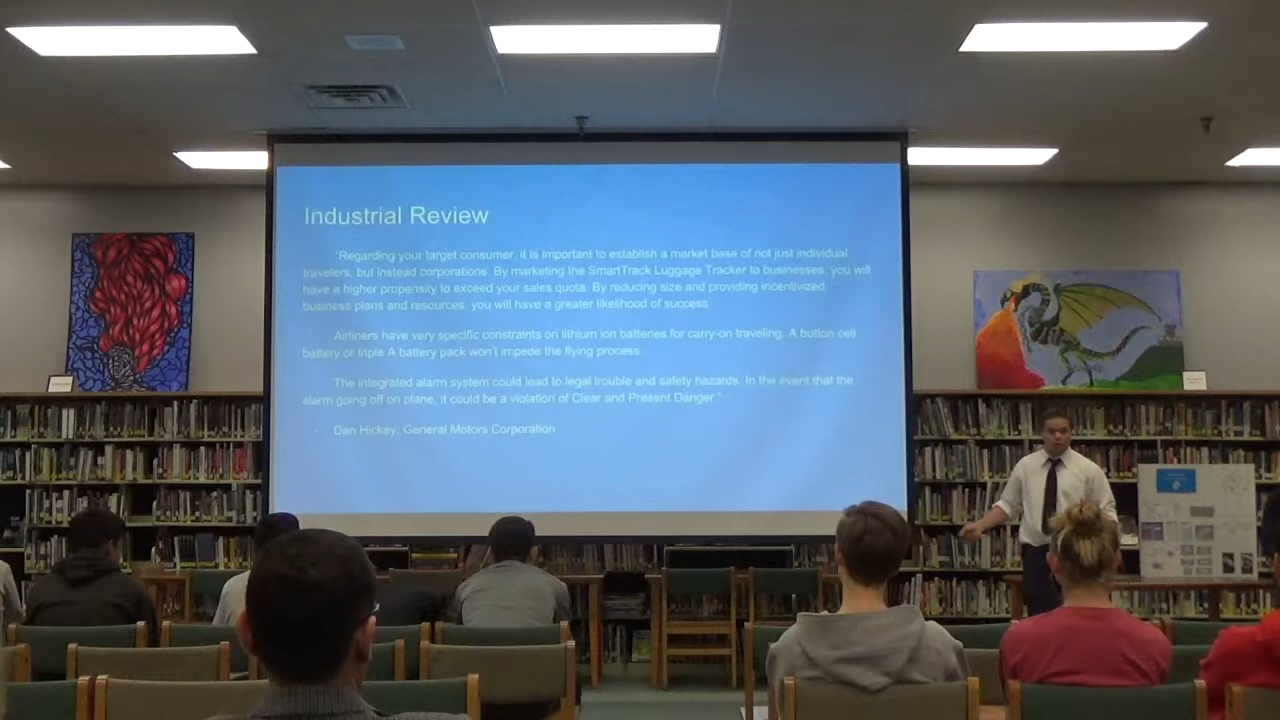 Industrial Review
"Regarding your target consumer, it is important to establish a market base of not just individual
travelers, but instead corporations. By marketing the SmartTrack Luggage Tracker to businesses, you will
have a higher propensity to exceed your sales quota. By reducing size and providing incentivized
business plans and resources, you will have a greater likelihood of success.
Airliners have very specific constraints on lithium ion batteries for carry-on traveling. A button cell
battery or triple A battery pack won't impede the flying process.
The integrated alarm system could lead to legal trouble and safety hazards. In the event that the
alarm going off on plane, it could be a violation of Clear and Present Danger."
- Dan Hickey, General Motors Corporation